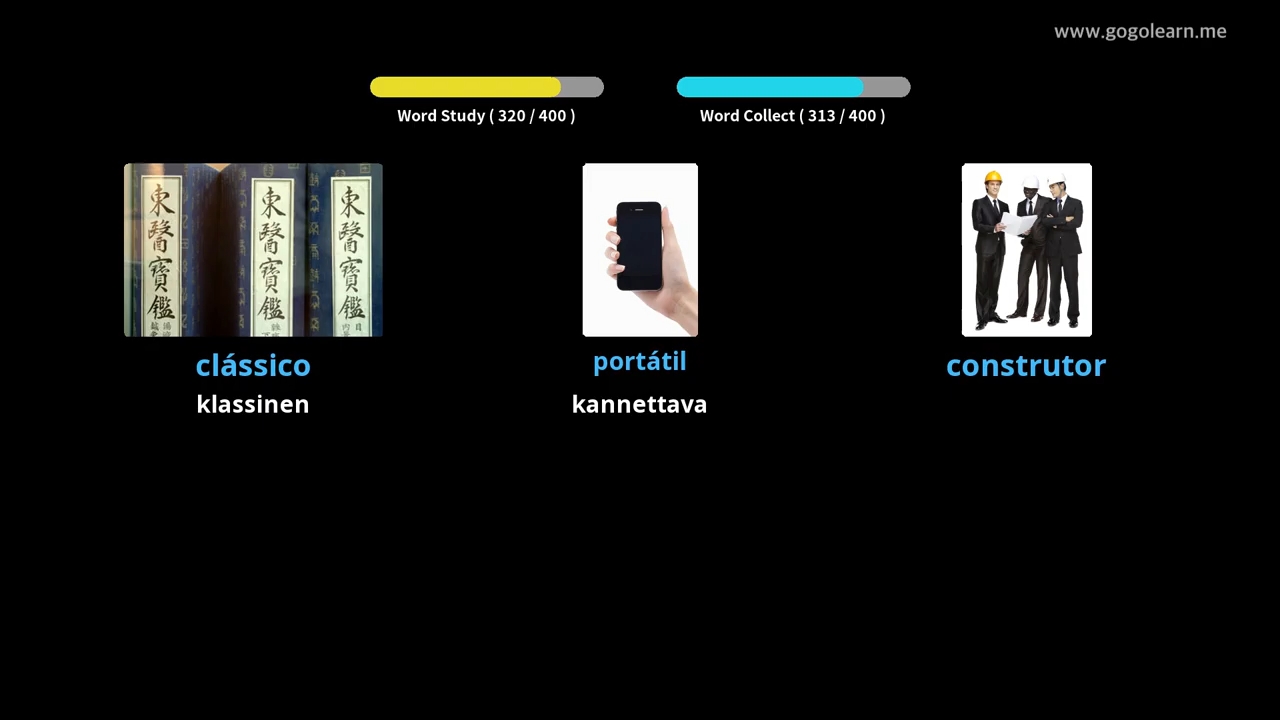 www.gogolearn.me
Word Study ( 320 / 400 )
Word Collect ( 313 / 400 )
東醫寶鑑
東醫寶鑑
東醫寶鑑
clássico
portátil
construtor
klassinen
kannettava